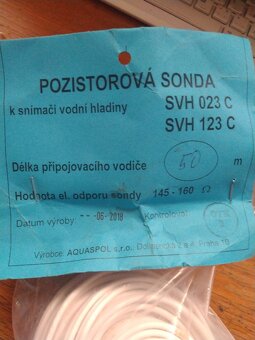 POZISTOROVÁ SONDA
k snímači vodní hladiny SVH 023 C
SVH 123 C
Délka připojovacího vodiče 50 m
Hodnota el. odporu sondy 145 - 160 Ω
Datum výroby: -- -06- 2018 Kontroloval:
Výrobce: AQUASPOL s.r.o. Praha 10